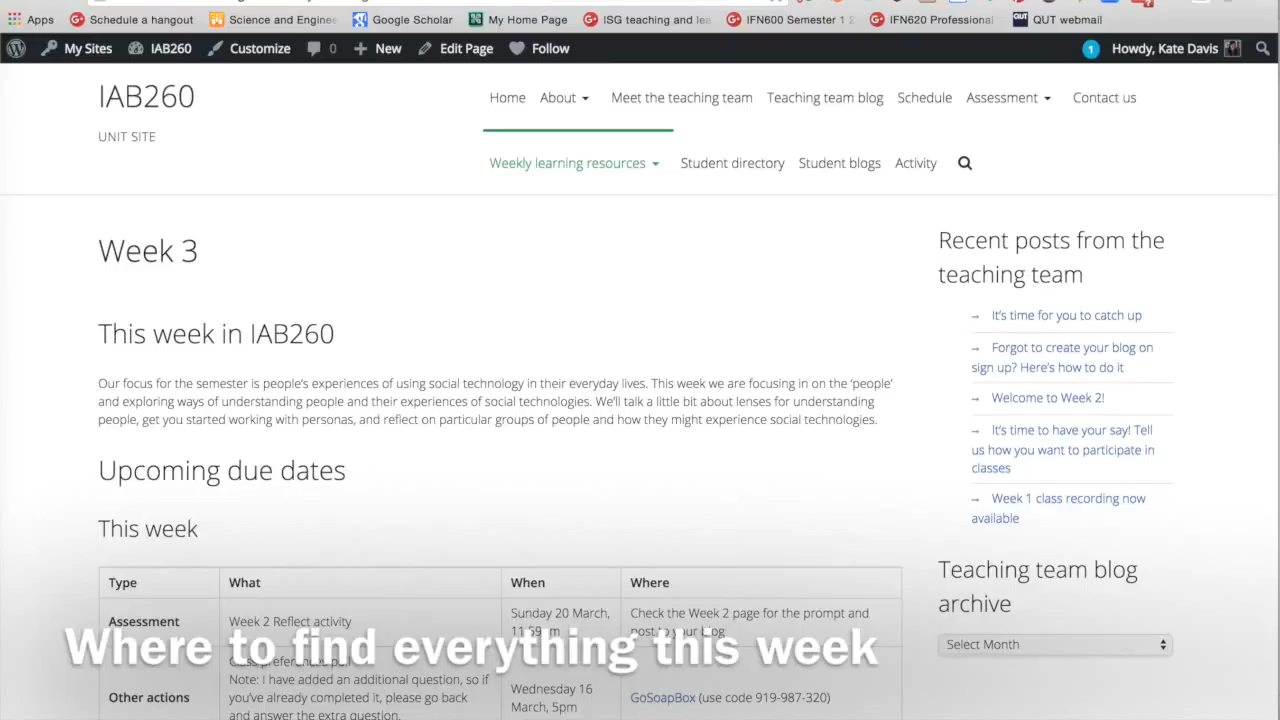 Apps Schedule a hangout Science and Engine Google Scholar My Home Page ISG teaching and lea IFN600 Semester 1 2 IFN620 Professional QUT webmail
My Sites IAB260 Customize 0 New Edit Page Follow 1 Howdy, Kate Davis
IAB260
UNIT SITE
Home About Meet the teaching team Teaching team blog Schedule Assessment Contact us
Weekly learning resources Student directory Student blogs Activity
Week 3
This week in IAB260
Our focus for the semester is people's experiences of using social technology in their everyday lives. This week we are focusing in on the 'people'
and exploring ways of understanding people and their experiences of social technologies. We'll talk a little bit about lenses for understanding
people, get you started working with personas, and reflect on particular groups of people and how they might experience social technologies.
Upcoming due dates
This week
Type What When Where
Assessment Week 2 Reflect activity Sunday 20 March, 11:59pm Check the Week 2 page for the prompt and
post to your blog
Class preferences poll
Note: I have added an additional question, so if
Other actions you've already completed it, please go back
and answer the extra question.
Wednesday 16
March, 5pm
GoSoapBox (use code 919-987-320)
Where to find everything this week
Recent posts from the
teaching team
→ It's time for you to catch up
→ Forgot to create your blog on
sign up? Here's how to do it
→ Welcome to Week 2!
→ It's time to have your say! Tell
us how you want to participate in
classes
→ Week 1 class recording now
available
Teaching team blog
archive
Select Month